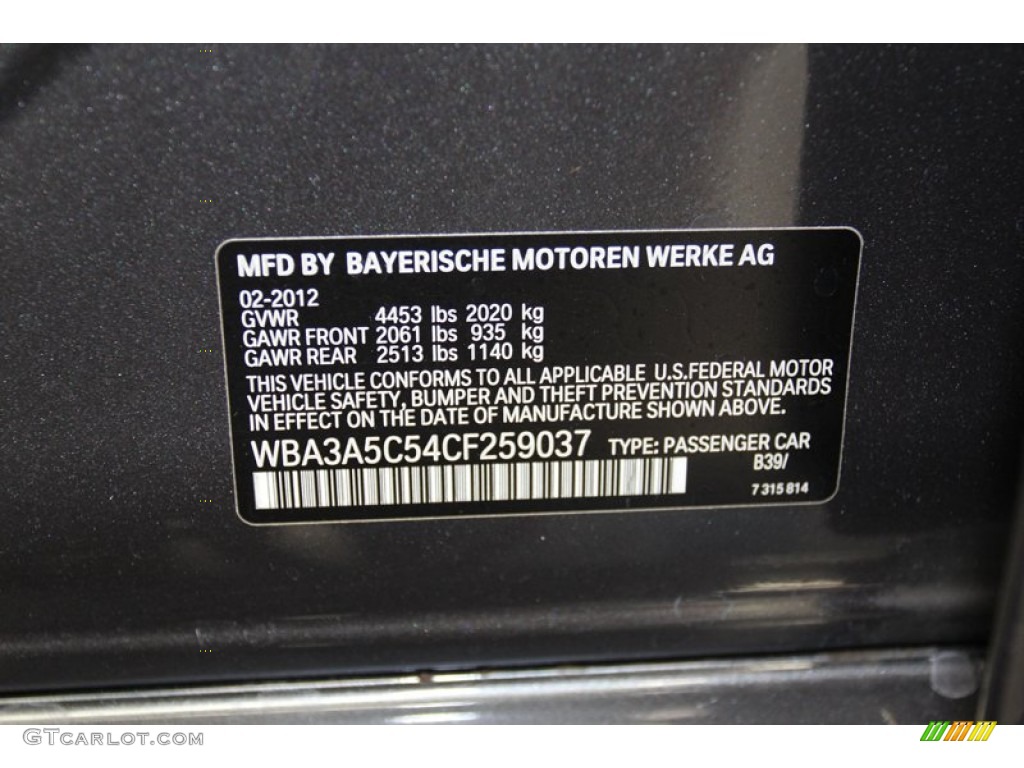 MFD BY BAYERISCHE MOTOREN WERKE AG
02-2012
GVWR 4453 lbs 2020 kg
GAWR FRONT 2061 lbs 935 kg
GAWR REAR 2513 lbs 1140 kg
THIS VEHICLE CONFORMS TO ALL APPLICABLE U.S.FEDERAL MOTOR
VEHICLE SAFETY, BUMPER AND THEFT PREVENTION STANDARDS
IN EFFECT ON THE DATE OF MANUFACTURE SHOWN ABOVE.
WBA3A5C54CF259037 TYPE: PASSENGER CAR
B39/
7 315 814
GTCARLOT.COM